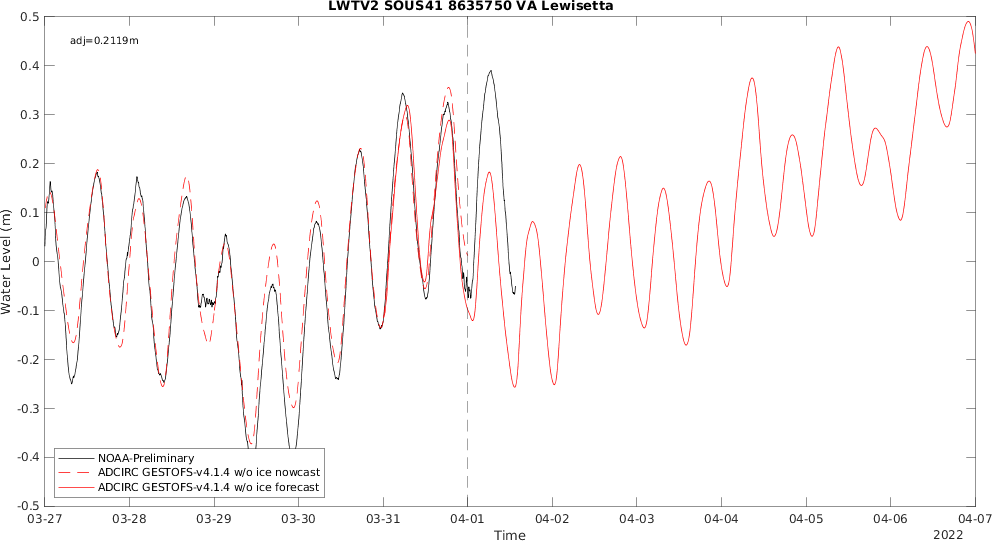 LWTV2 SOUS41 8635750 VA Lewisetta
adj=0.2119m
0.5
0.4
0.3
0.2
0.1
0
-0.1
-0.2
-0.3
-0.4
-0.5
Water Level (m)
NOAA-Preliminary
ADCIRC GESTOFS-v4.1.4 w/o ice nowcast
ADCIRC GESTOFS-v4.1.4 w/o ice forecast
03-27 03-28 03-29 03-30 03-31 04-01 04-02 04-03 04-04 04-05 04-06 04-07
Time
2022